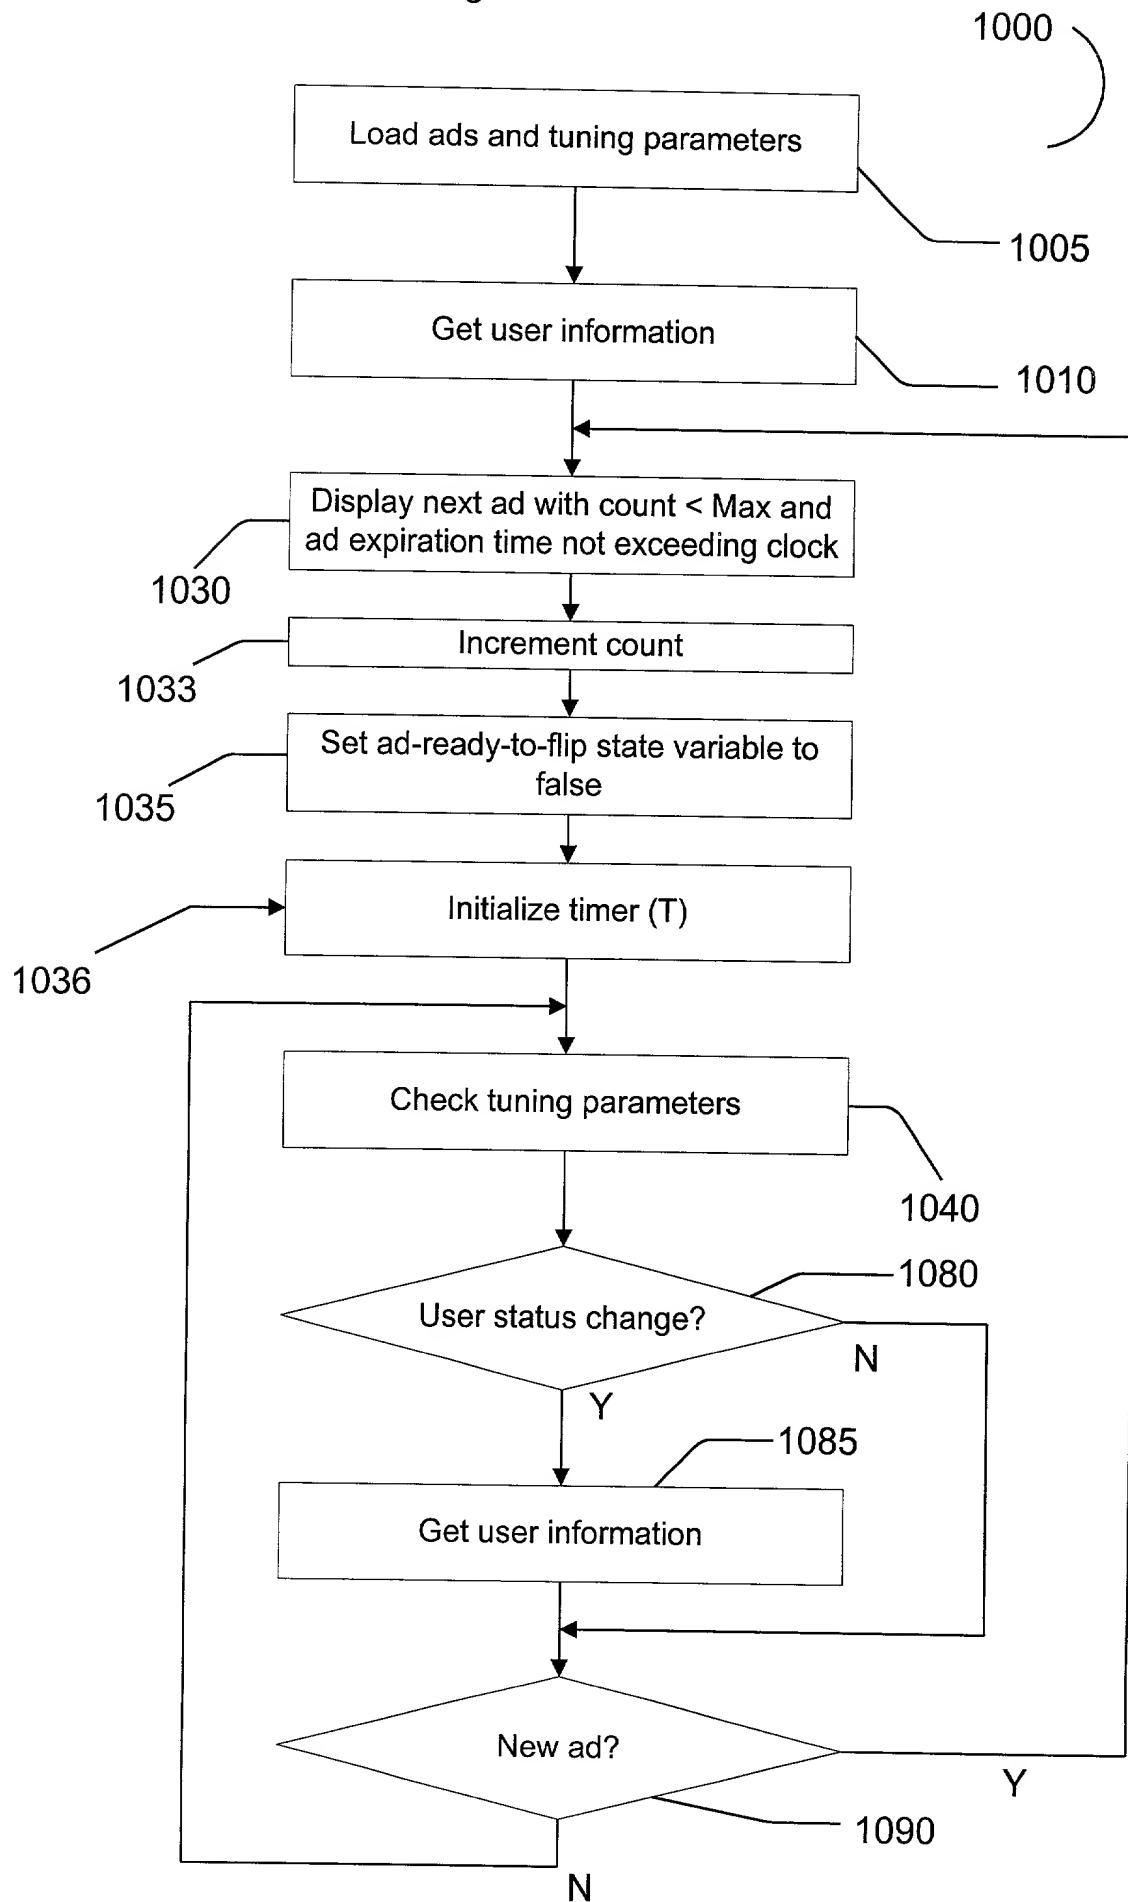 1000
Load ads and tuning parameters
1005
Get user information
1010
Display next ad with count < Max and
ad expiration time not exceeding clock
1030
Increment count
1033
Set ad-ready-to-flip state variable to
false
1035
Initialize timer (T)
1036
Check tuning parameters
1040
1080
User status change?
N
Y
1085
Get user information
New ad?
Y
1090
N